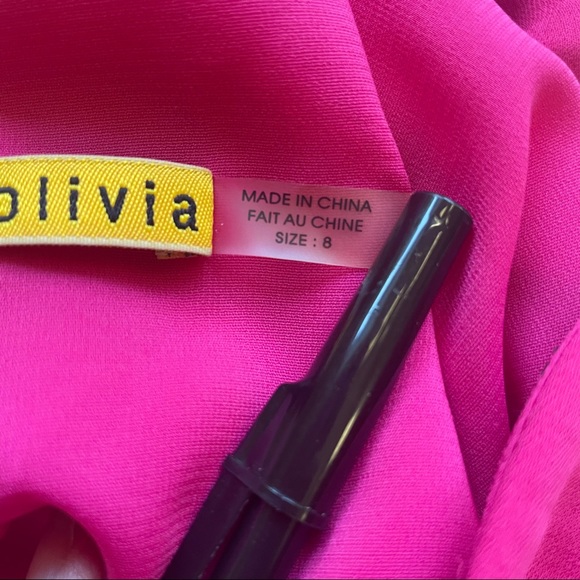 olivia
MADE IN CHINA
FAIT AU CHINE
SIZE : 8